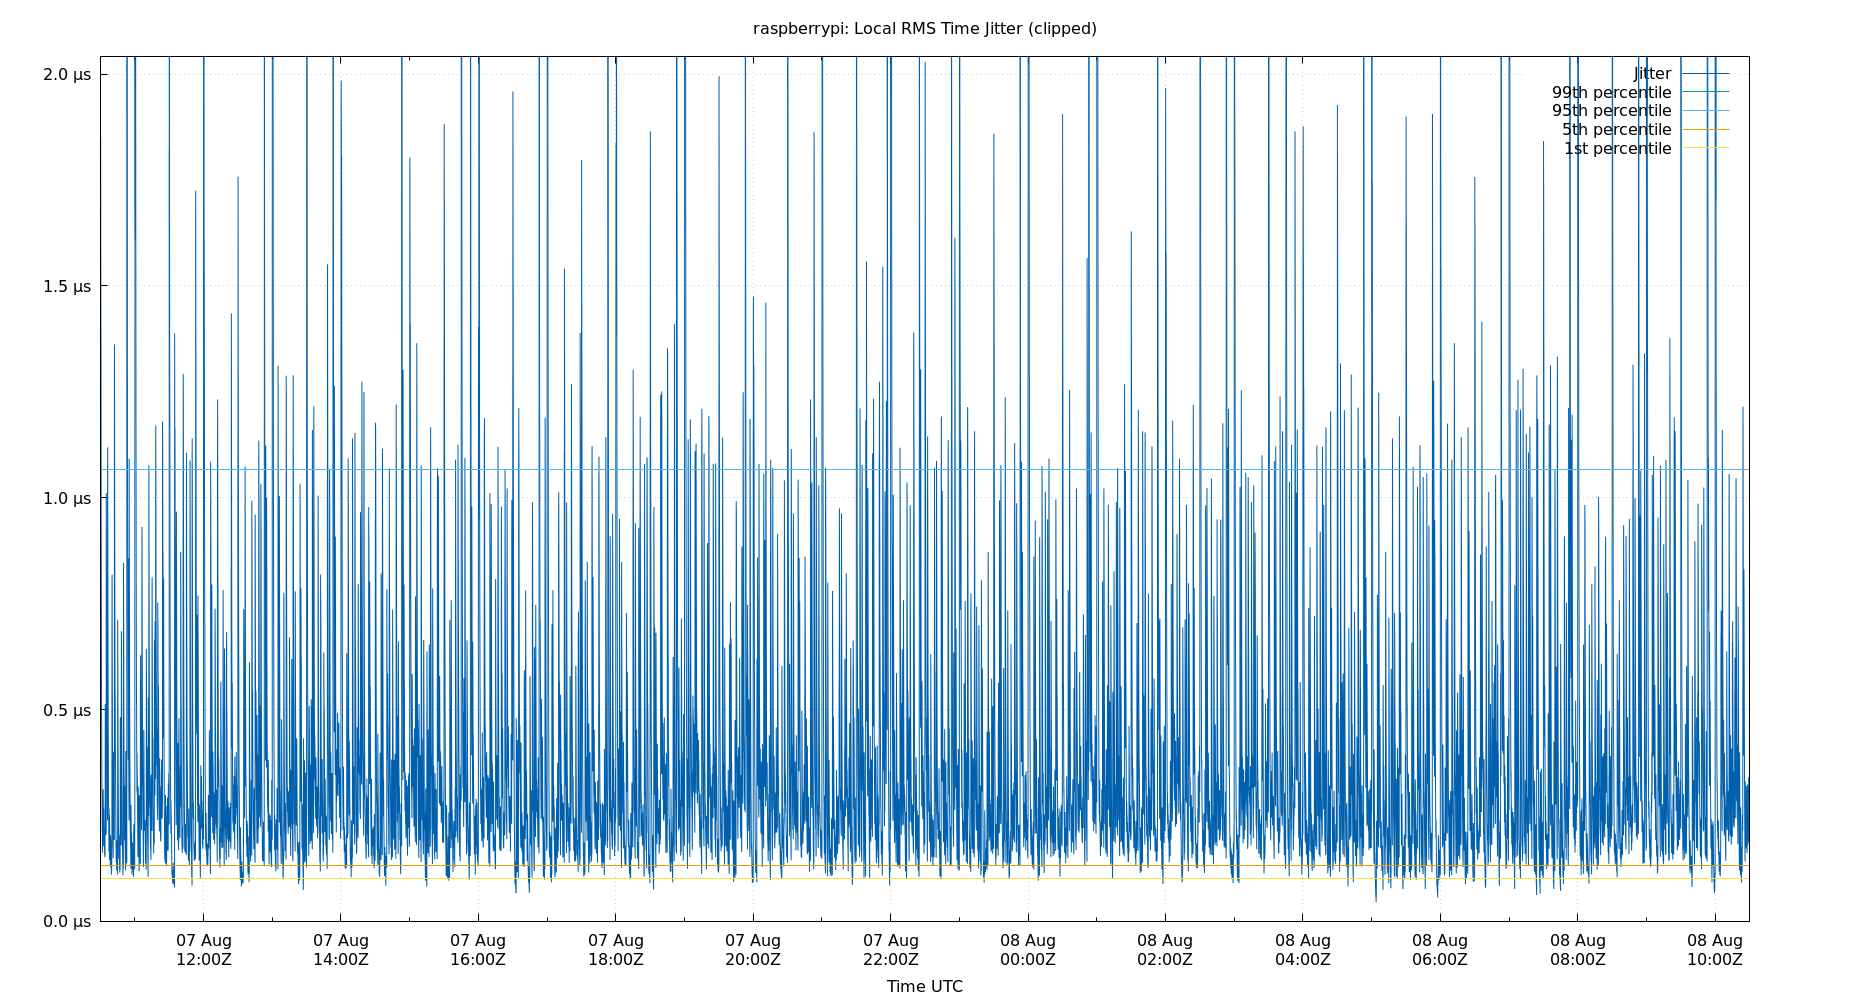 raspberrypi: Local RMS Time Jitter (clipped)
2.0 µs
1.5 µs
1.0 µs
0.5 µs
0.0 µs
Jitter
99th percentile
95th percentile
5th percentile
1st percentile
07 Aug 07 Aug 07 Aug 07 Aug 07 Aug 07 Aug 08 Aug 08 Aug 08 Aug 08 Aug 08 Aug 08 Aug
12:00Z 14:00Z 16:00Z 18:00Z 20:00Z 22:00Z 00:00Z 02:00Z 04:00Z 06:00Z 08:00Z 10:00Z
Time UTC